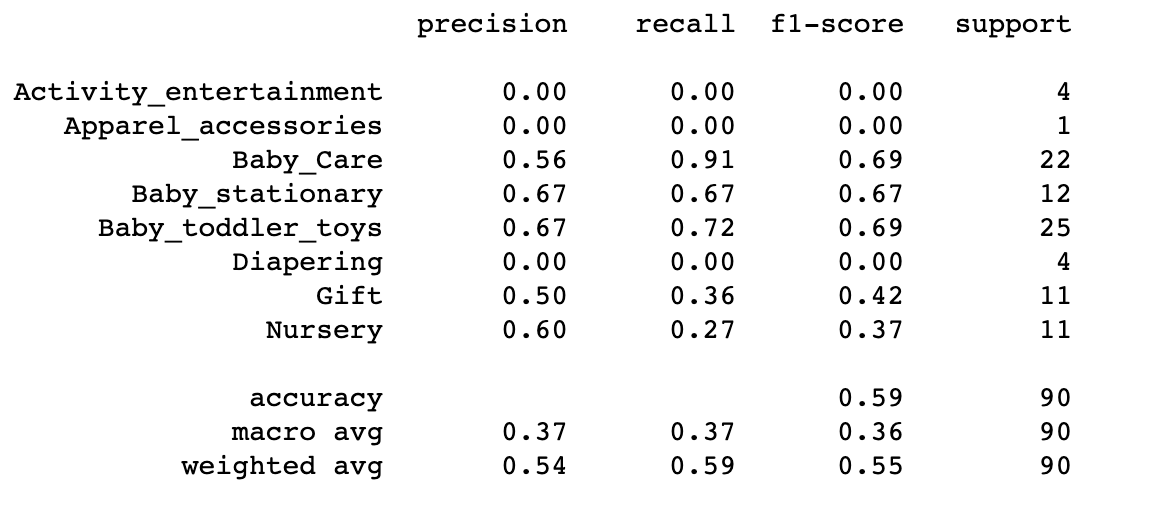 precision recall f1-score support
Activity_entertainment 0.00 0.00 0.00 4
Apparel_accessories 0.00 0.00 0.00 1
Baby_Care 0.56 0.91 0.69 22
Baby_stationary 0.67 0.67 0.67 12
Baby_toddler_toys 0.67 0.72 0.69 25
Diapering 0.00 0.00 0.00 4
Gift 0.50 0.36 0.42 11
Nursery 0.60 0.27 0.37 11
accuracy 0.59 90
macro avg 0.37 0.37 0.36 90
weighted avg 0.54 0.59 0.55 90